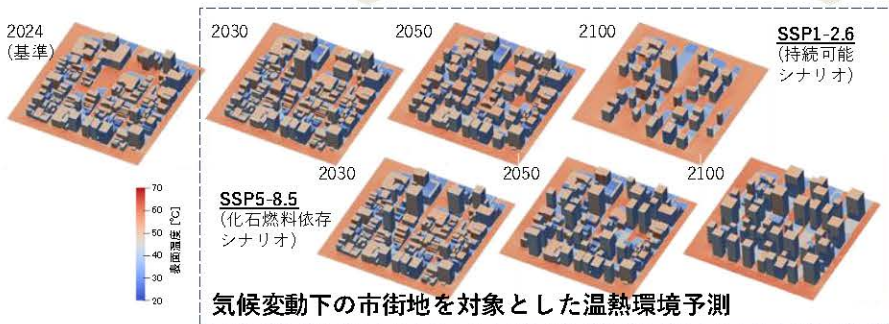 2024
(基準)
2030
2050
2100
SSP1-2.6
(持続可能
シナリオ)
SSP5-8.5
(化石燃料依存
シナリオ)
2030
2050
2100
表面温度 [℃]
70
60
50
40
30
20
気候変動下の市街地を対象とした温熱環境予測